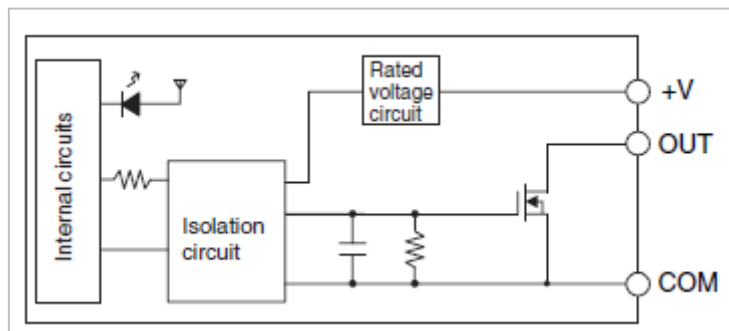 Internal circuits
Isolation
circuit
Rated
voltage
circuit
+V
OUT
COM